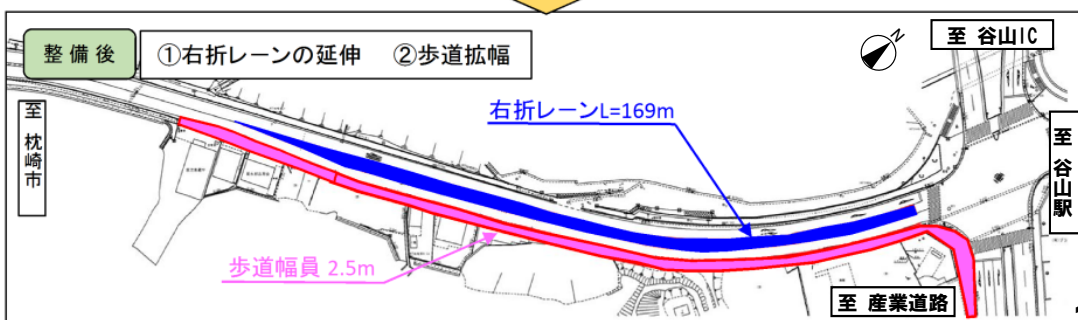 整備後
①右折レーンの延伸　②歩道拡幅
N
至 谷山IC
至 枕崎市
右折レーンL=169m
至 谷山駅
歩道幅員 2.5m
至 産業道路